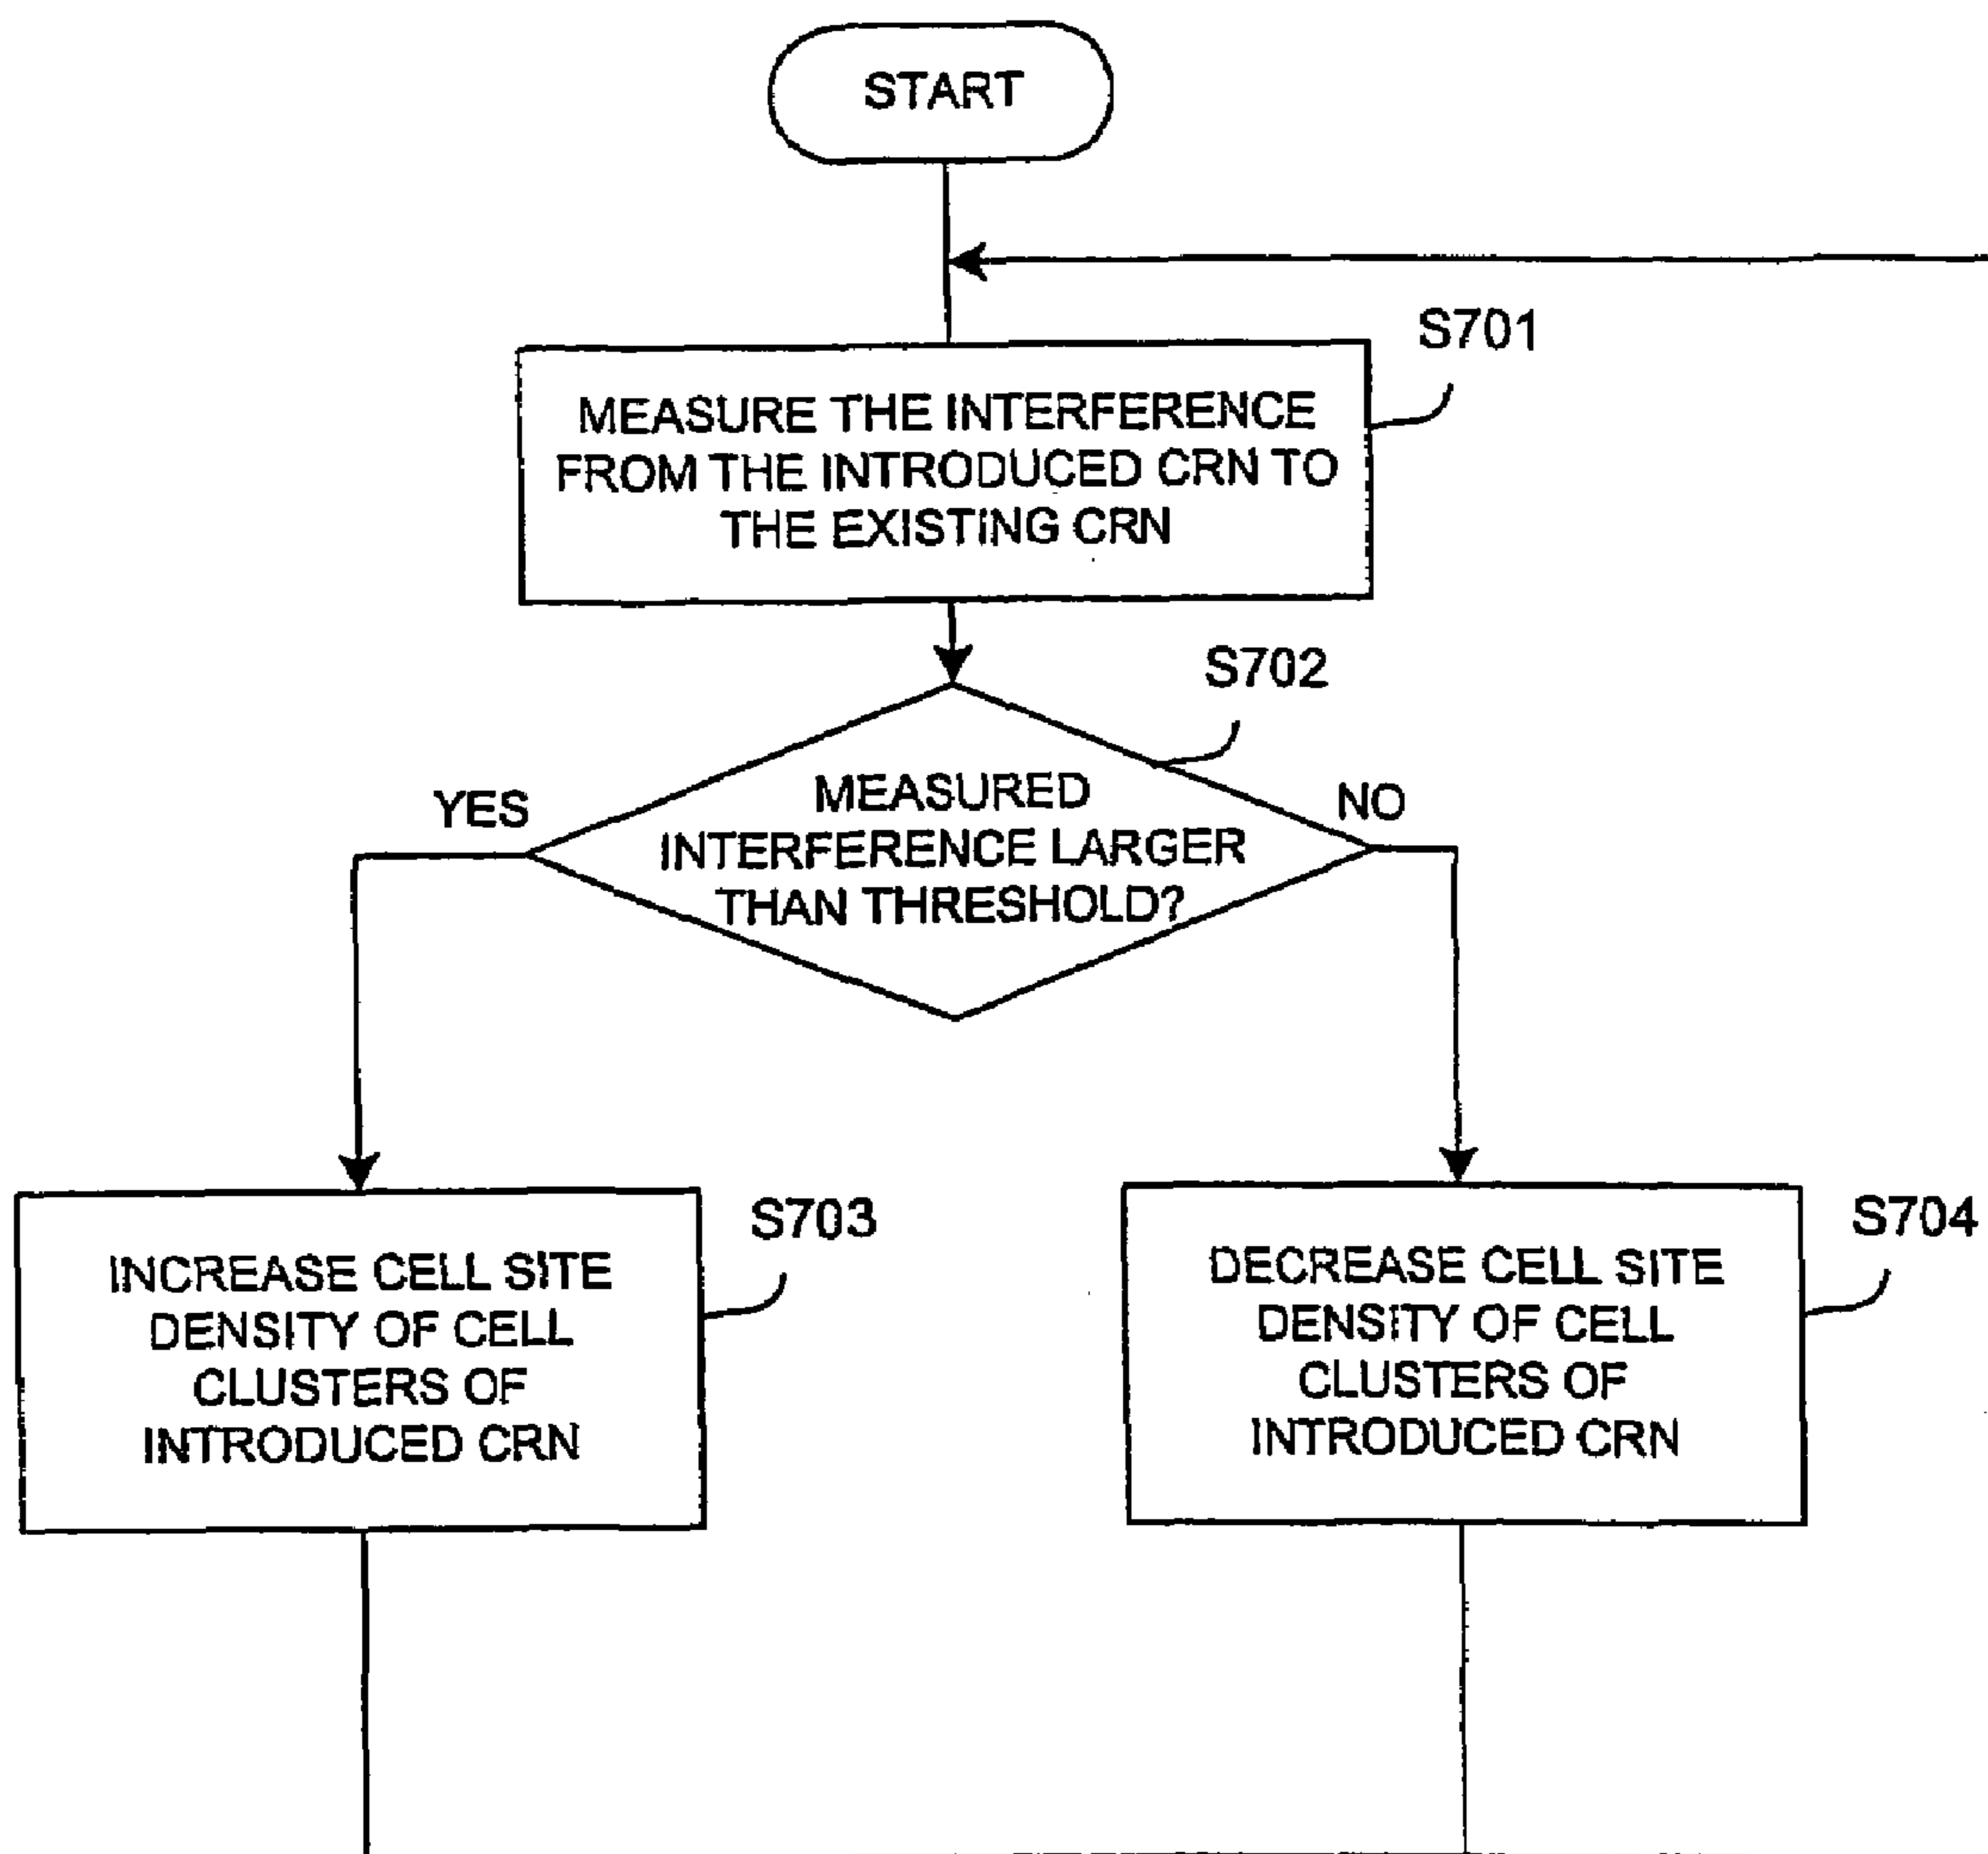 START
S701
MEASURE THE INTERFERENCE
FROM THE INTRODUCED CRN TO
THE EXISTING CRN
S702
YES
MEASURED
INTERFERENCE LARGER
THAN THRESHOLD?
NO
S703
INCREASE CELL SITE
DENSITY OF CELL
CLUSTERS OF
INTRODUCED CRN
S704
DECREASE CELL SITE
DENSITY OF CELL
CLUSTERS OF
INTRODUCED CRN